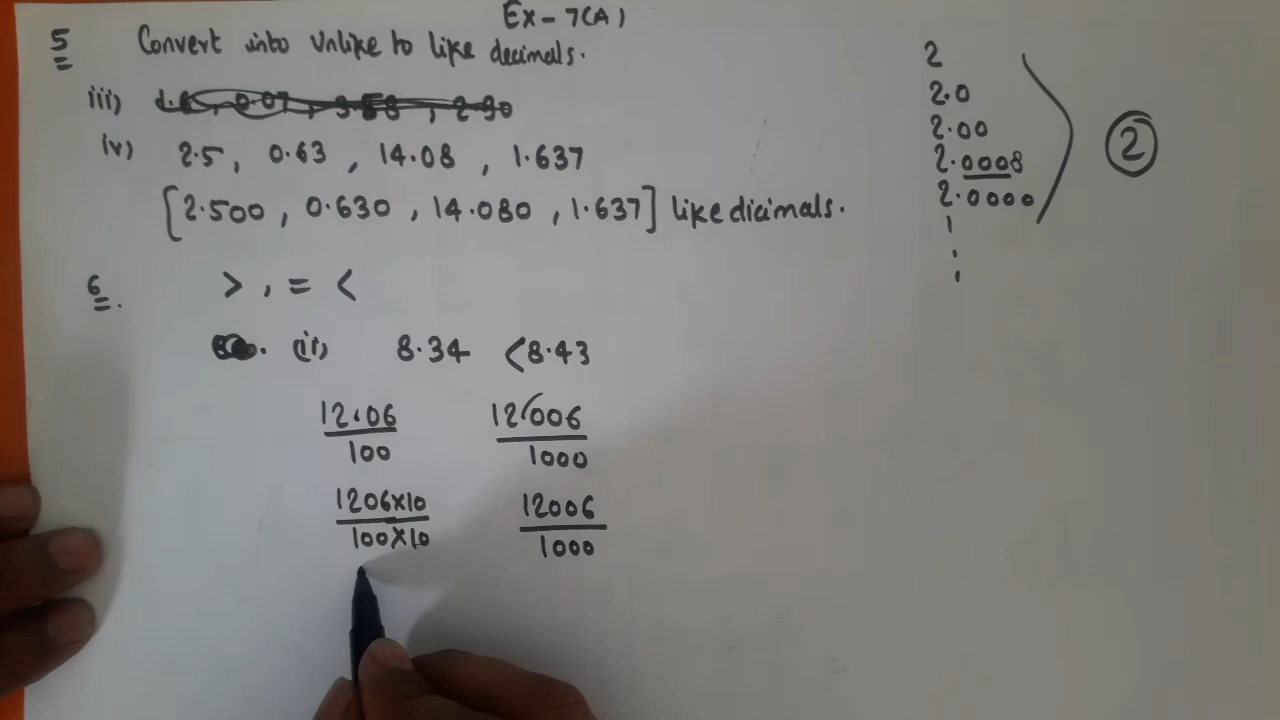 Ex - 7(A)
5 Convert into Unlike to like decimals.
iii)
iv) 2.5, 0.63, 14.08, 1.637
[2.500, 0.630, 14.080, 1.637] like dicimals.
6. >, = <
(ii) 8.34 < 8.43
12.06 12.006
100 1000
1206×10 12006
100×10 1000
2
2.0
2.00
2.0008
2.0000
2